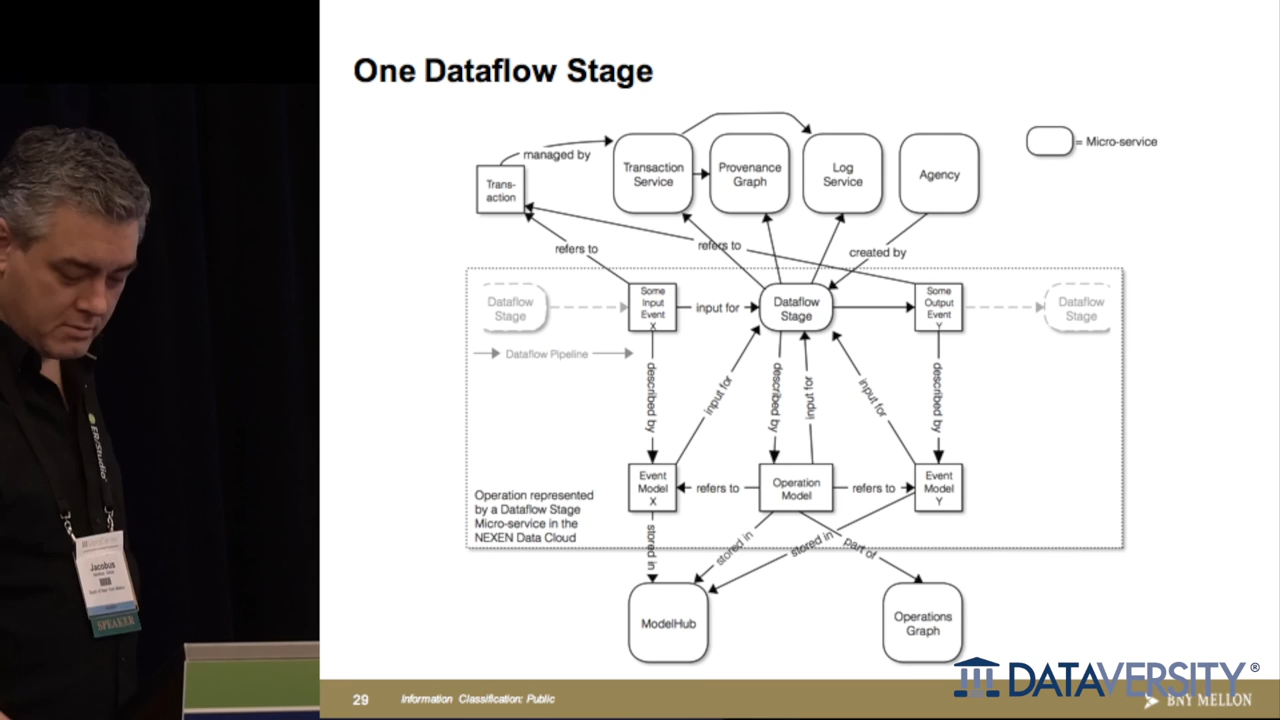 One Dataflow Stage
managed by
Trans-
action
Transaction
Service
Provenance
Graph
Log
Service
Agency
= Micro-service
refers to
refers to
created by
Dataflow
Stage
Some
Input
Event
X
input for
Dataflow
Stage
Some
Output
Event
Y
Dataflow
Stage
Dataflow Pipeline
described by
input for
described by
input for
input for
described by
Event
Model
X
refers to
Operation
Model
refers to
Event
Model
Y
Operation represented
by a Dataflow Stage
Micro-service in the
NEXEN Data Cloud
stored in
stored in
stored in
part of
ModelHub
Operations
Graph
29
Information Classification: Public
DATAVERSITY®
BNY MELLON
ER/Studio
Jacobus
SPEAKER